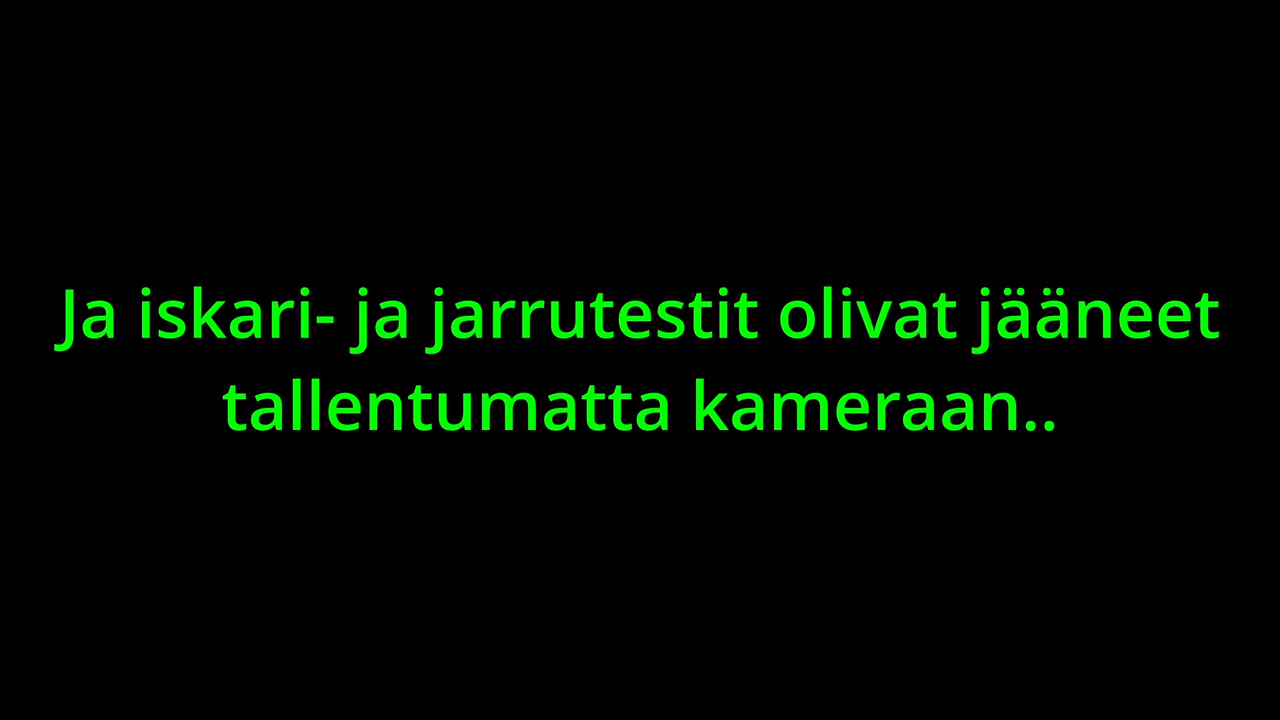 Ja iskari- ja jarrutestit olivat jääneet
tallentumatta kameraan..